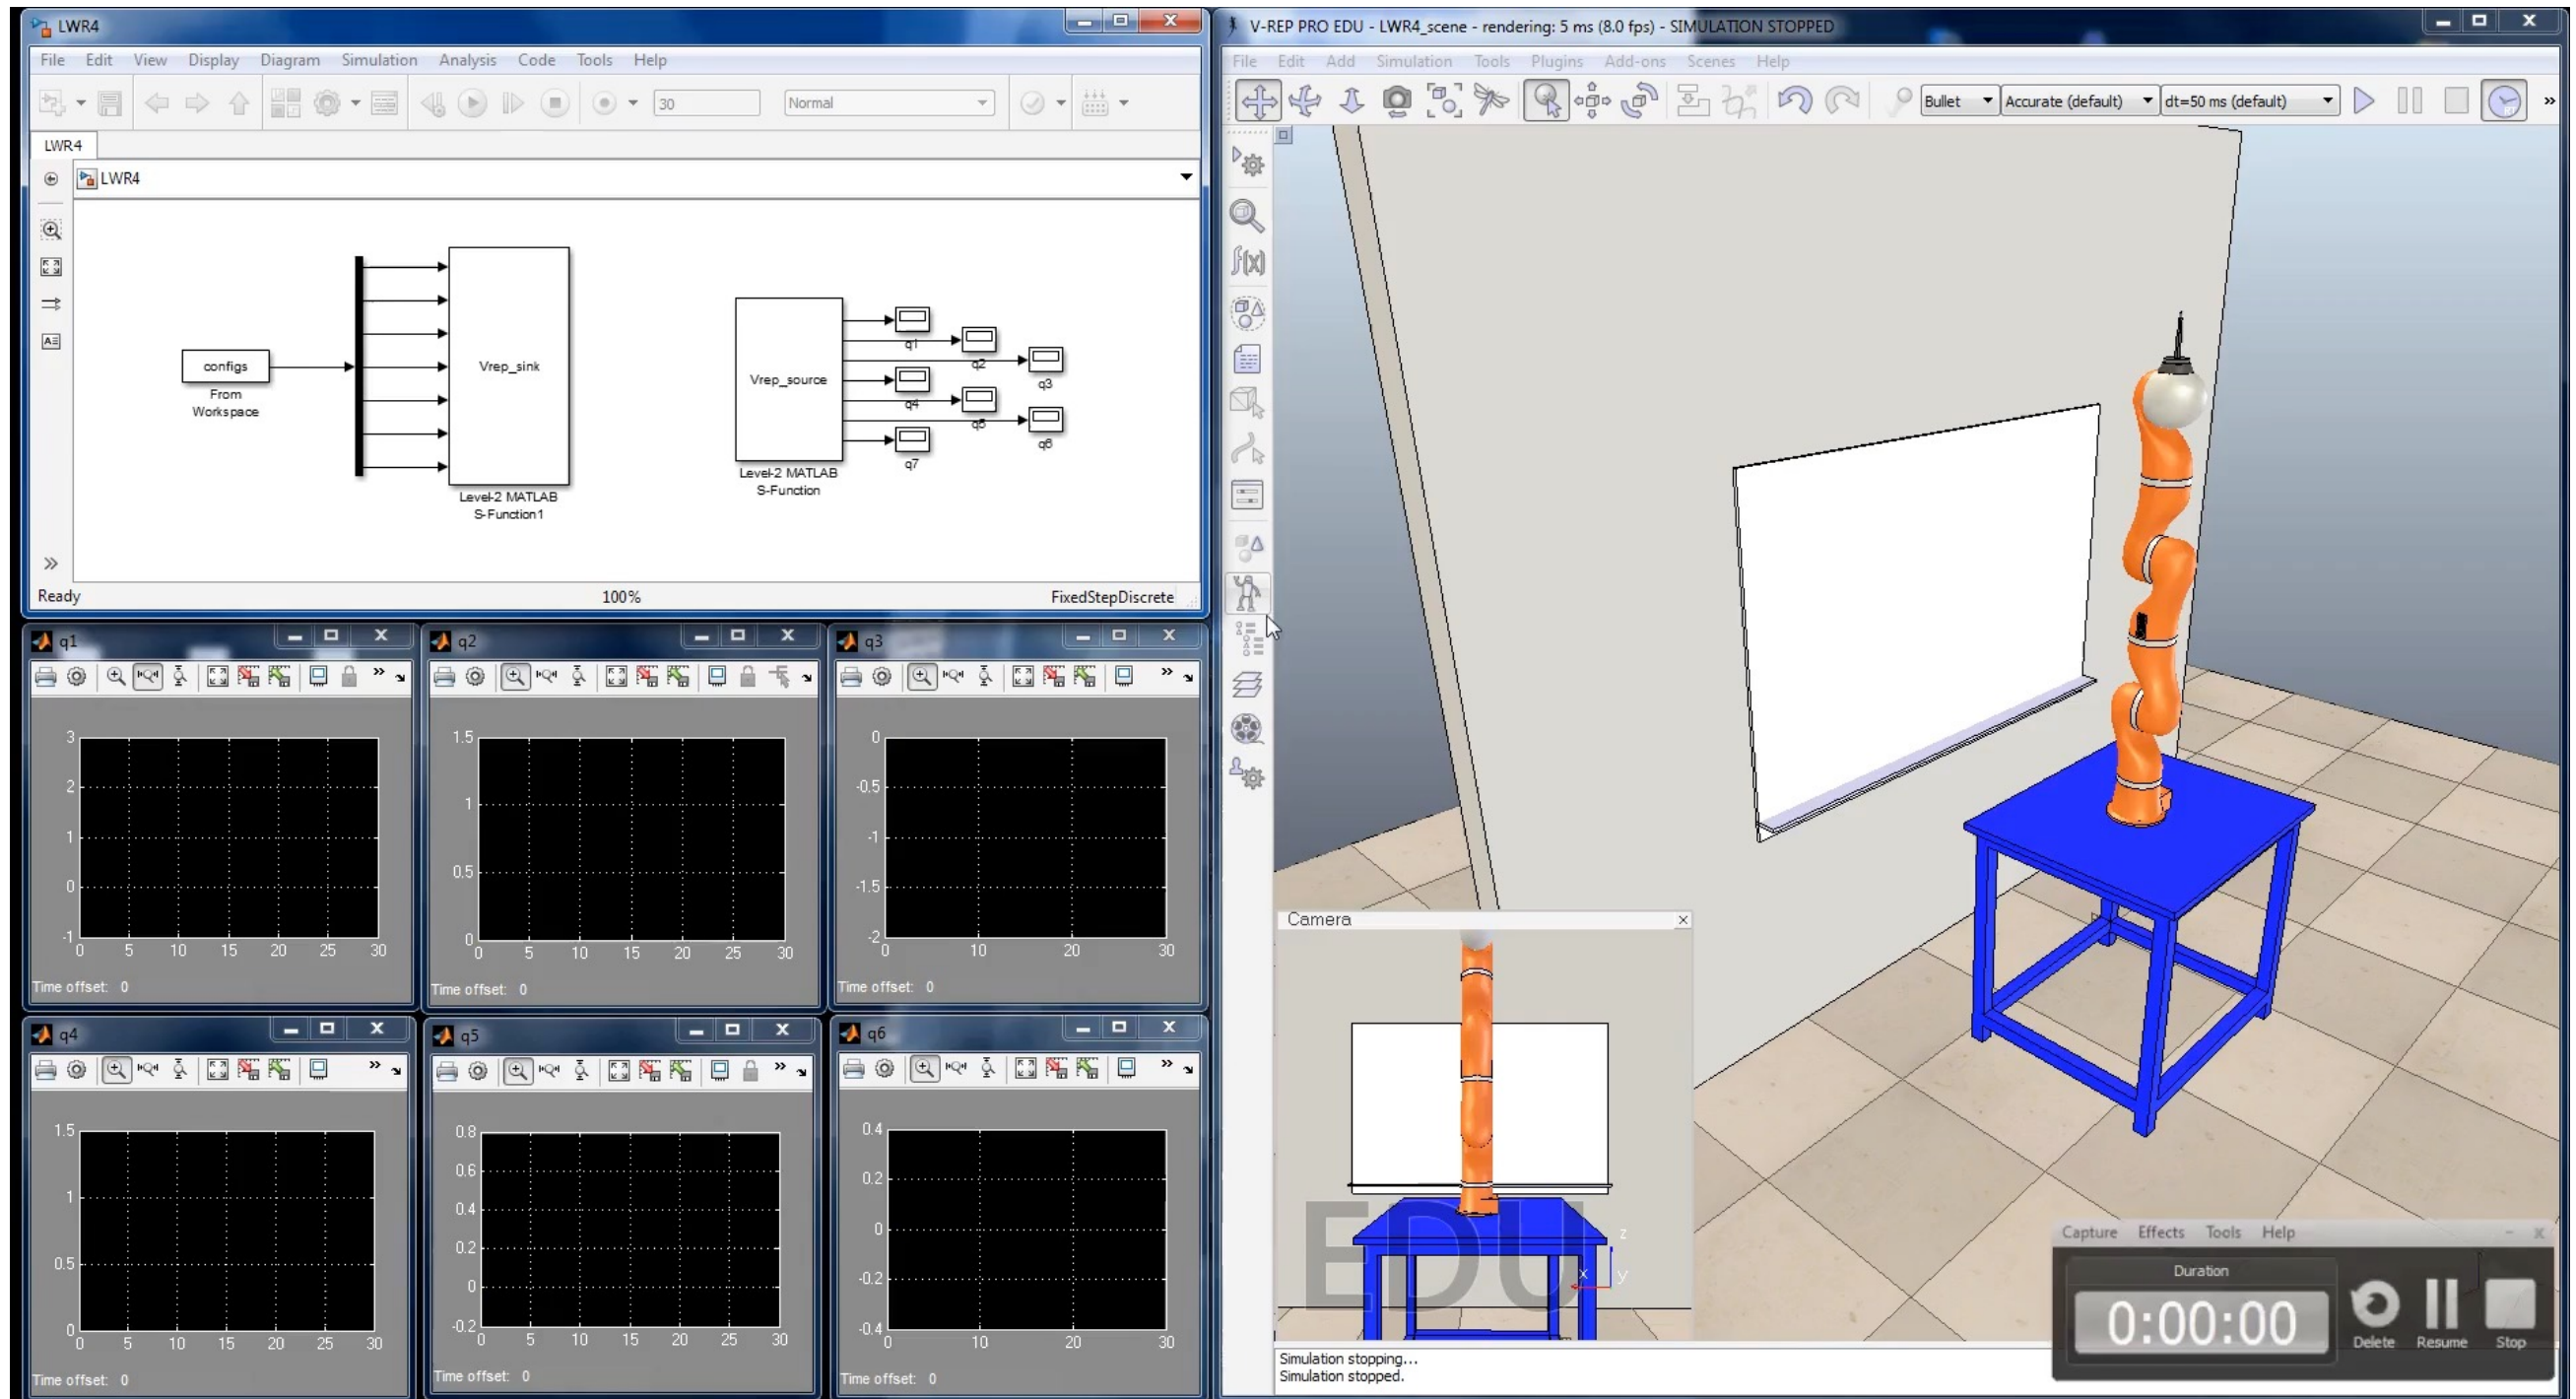 LWR4
File Edit View Display Diagram Simulation Analysis Code Tools Help
30 Normal
LWR4
LWR4
configs
From
Workspace
Vrep_sink
Level-2 MATLAB
S-Function1
Vrep_source
Level-2 MATLAB
S-Function
q1
q2
q3
q4
q5
q6
q7
Ready 100% FixedStepDiscrete
q1
3
2
1
0
-1
0 5 10 15 20 25 30
Time offset: 0
q2
1.5
1
0.5
0
0 5 10 15 20 25 30
Time offset: 0
q3
0
-0.5
-1
-1.5
-2
0 10 20 30
Time offset: 0
q4
1.5
1
0.5
0
0 5 10 15 20 25 30
Time offset: 0
q5
0.8
0.6
0.4
0.2
0
-0.2
0 5 10 15 20 25 30
Time offset: 0
q6
0.4
0.2
0
-0.2
-0.4
0 10 20 30
Time offset: 0
V-REP PRO EDU - LWR4_scene - rendering: 5 ms (8.0 fps) - SIMULATION STOPPED
File Edit Add Simulation Tools Plugins Add-ons Scenes Help
Bullet Accurate (default) dt=50 ms (default)
f(x)
Camera
EDU
z
x y
Simulation stopping...
Simulation stopped.
Capture Effects Tools Help
Duration
0:00:00
Delete Resume Stop